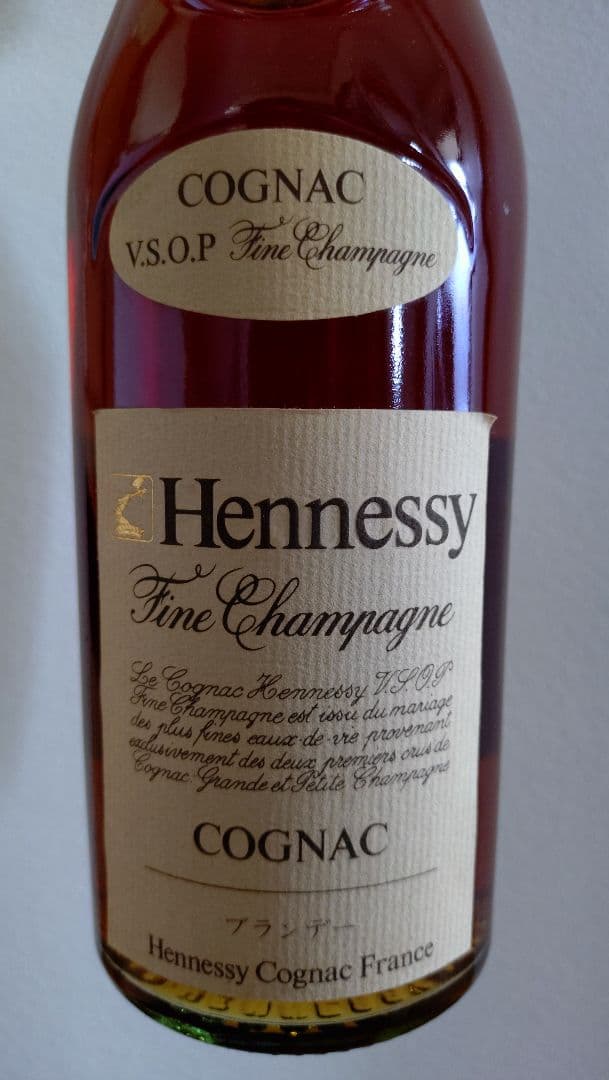 COGNAC
V.S.O.P Fine Champagne
Hennessy
Fine Champagne
Le Cognac Hennessy V.S.O.P
Fine Champagne est issu du mariage
des plus fines eaux-de-vie provenant
exclusivement des deux premiers crus de
Cognac: Grande et Petite Champagne
COGNAC
ブランデー
Hennessy Cognac France